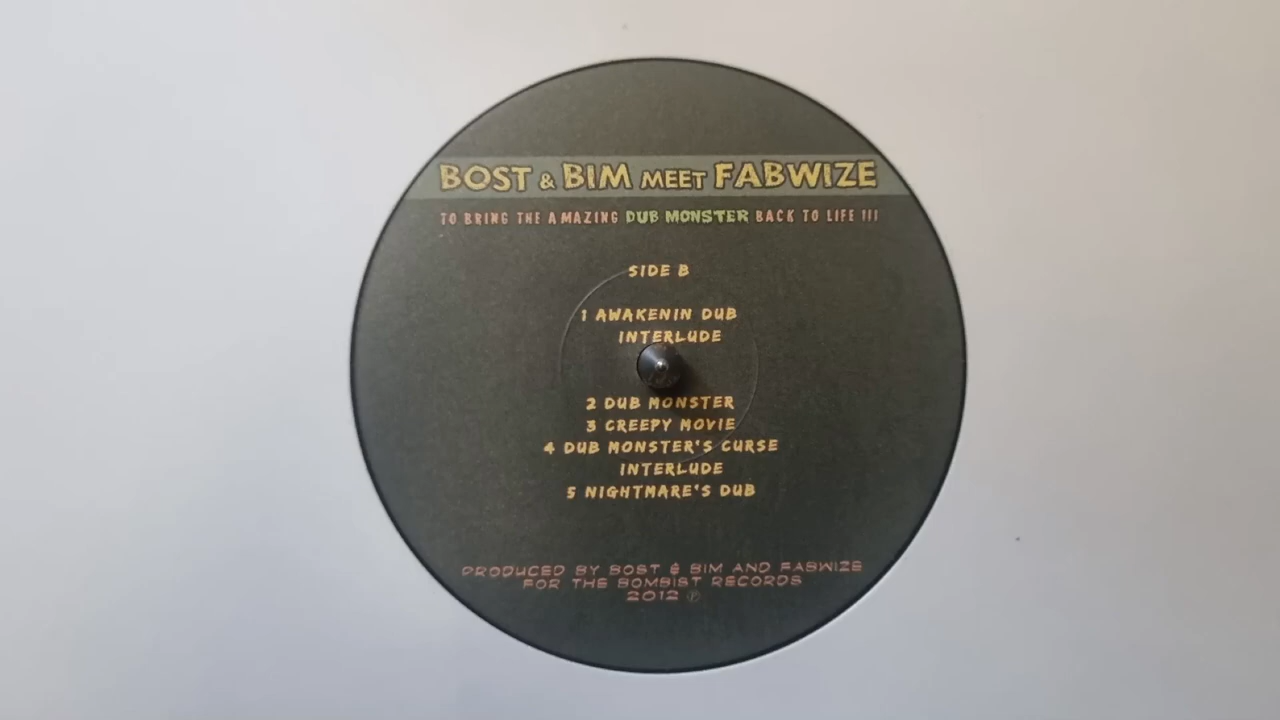 BOST & BIM MEET FABWIZE
TO BRING THE AMAZING DUB MONSTER BACK TO LIFE !!!
SIDE B
1 AWAKENIN DUB
INTERLUDE
2 DUB MONSTER
3 CREEPY MOVIE
4 DUB MONSTER'S CURSE
INTERLUDE
5 NIGHTMARE'S DUB
PRODUCED BY BOST & BIM AND FABWIZE
FOR THE BOMBIST RECORDS
2012 ℗